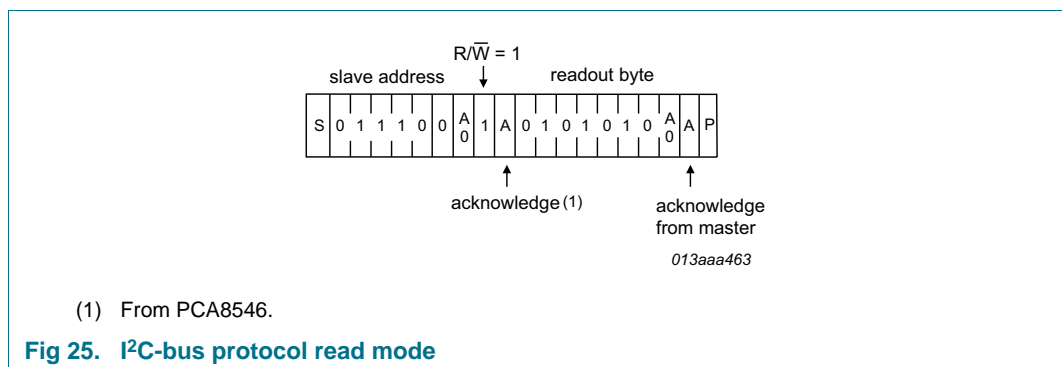 R/W̅ = 1
slave address readout byte
S 0 1 1 1 0 0 A0 1 A 0 1 0 1 0 1 0 A0 A P
acknowledge (1) acknowledge
from master
013aaa463
(1) From PCA8546.
Fig 25. I²C-bus protocol read mode